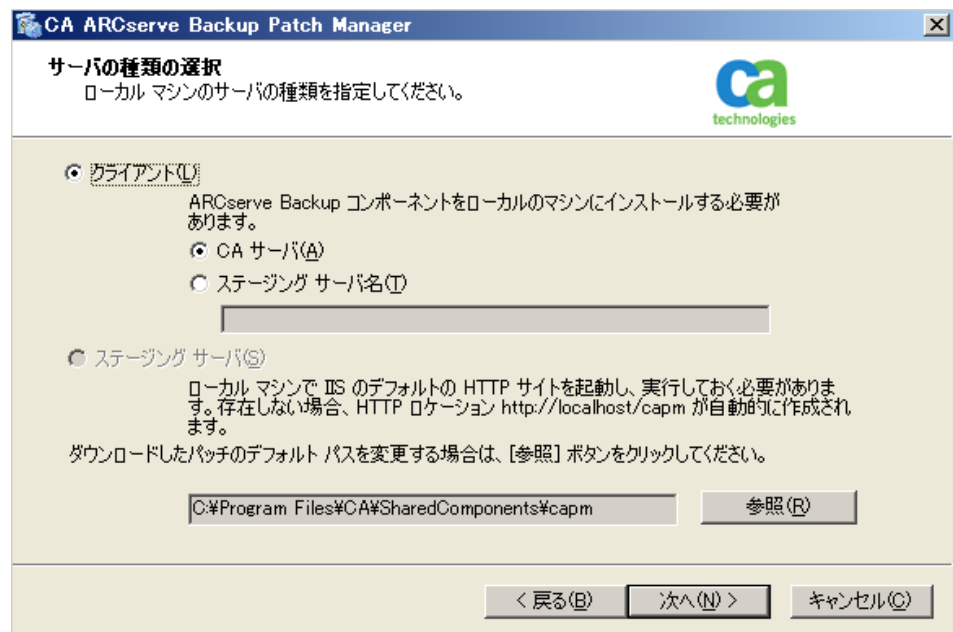 CA ARCserve Backup Patch Manager
サーバの種類の選択
ローカル マシンのサーバの種類を指定してください。
ca
technologies
クライアント(L)
ARCserve Backup コンポーネントをローカルのマシンにインストールする必要が
あります。
CA サーバ(A)
ステージング サーバ名(T)
ステージング サーバ(S)
ローカル マシンで IIS のデフォルトの HTTP サイトを起動し、実行しておく必要がありま
す。存在しない場合、HTTP ロケーション http://localhost/capm が自動的に作成され
ます。
ダウンロードしたパッチのデフォルト パスを変更する場合は、[参照] ボタンをクリックしてください。
C:¥Program Files¥CA¥SharedComponents¥capm
参照(R)
< 戻る(B)
次へ(N) >
キャンセル(C)